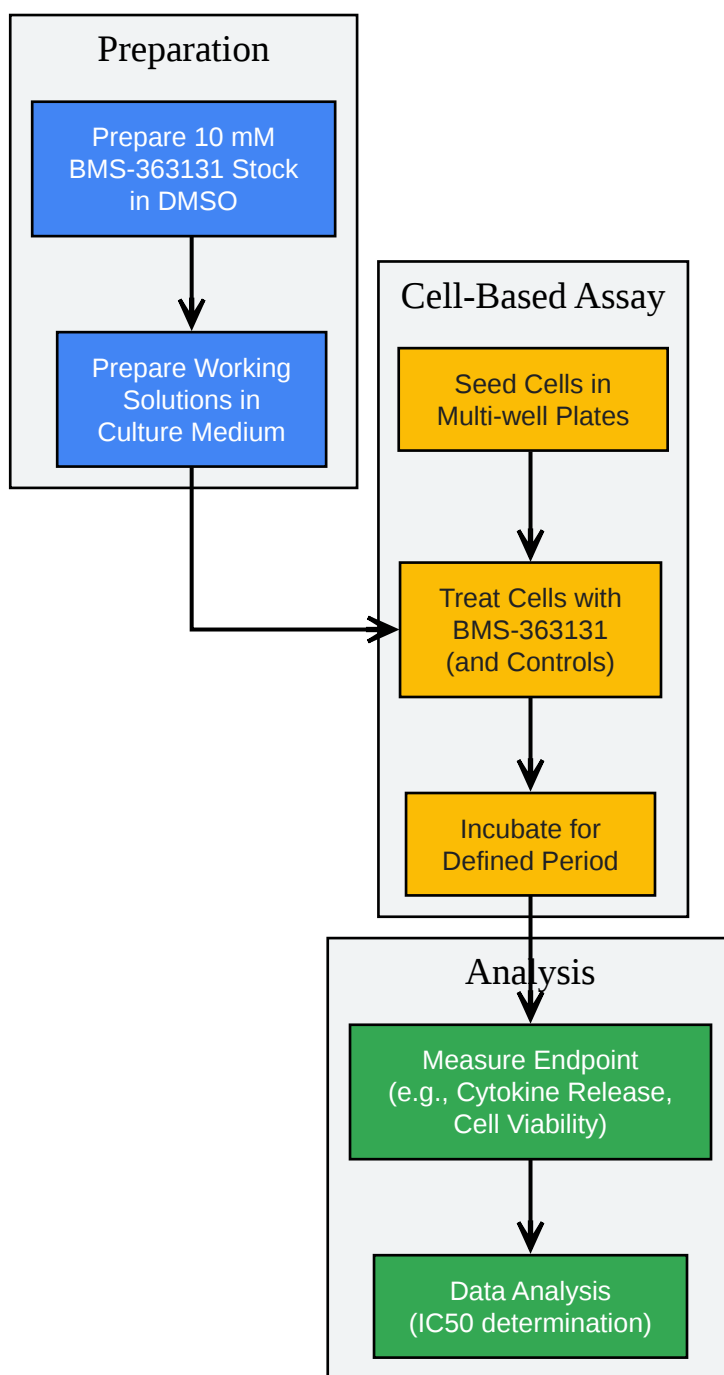 Preparation
Prepare 10 mM
BMS-363131 Stock
in DMSO
Prepare Working
Solutions in
Culture Medium
Cell-Based Assay
Seed Cells in
Multi-well Plates
Treat Cells with
BMS-363131
(and Controls)
Incubate for
Defined Period
Analysis
Measure Endpoint
(e.g., Cytokine Release,
Cell Viability)
Data Analysis
(IC50 determination)